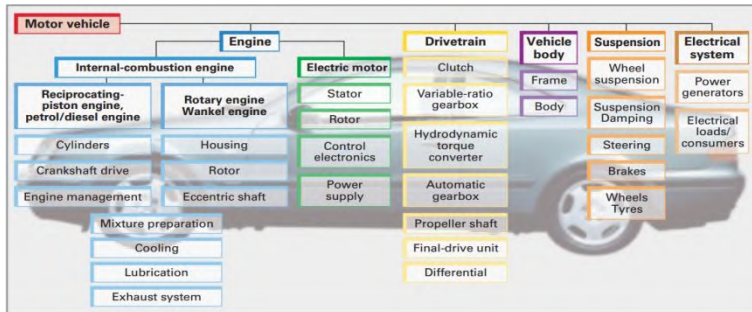 Motor vehicle
Engine
Drivetrain
Vehicle
body
Suspension
Electrical
system
Internal-combustion engine
Electric motor
Reciprocating-
piston engine,
petrol/diesel engine
Rotary engine
Wankel engine
Cylinders
Crankshaft drive
Engine management
Housing
Rotor
Eccentric shaft
Mixture preparation
Cooling
Lubrication
Exhaust system
Stator
Rotor
Control
electronics
Power
supply
Clutch
Variable-ratio
gearbox
Hydrodynamic
torque
converter
Automatic
gearbox
Propeller shaft
Final-drive unit
Differential
Frame
Body
Wheel
suspension
Suspension
Damping
Steering
Brakes
Wheels
Tyres
Power
generators
Electrical
loads/
consumers